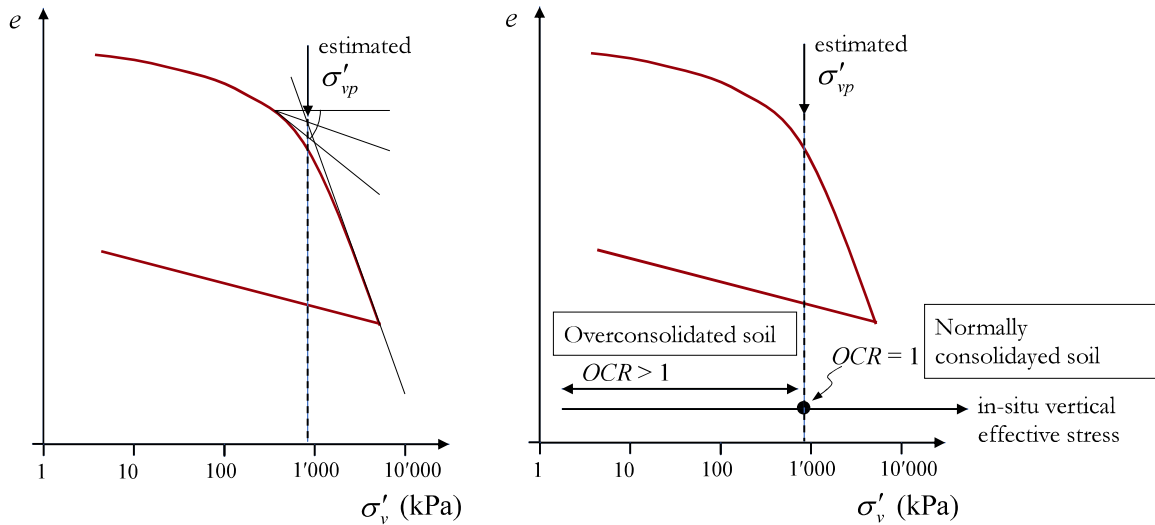 e
estimated
σ′vp
1
10
100
1′000
10′000
σ′v (kPa)
e
estimated
σ′vp
Overconsolidated soil
OCR > 1
OCR = 1
Normally
consolidayed soil
in-situ vertical
effective stress
1
10
100
1′000
10′000
σ′v (kPa)